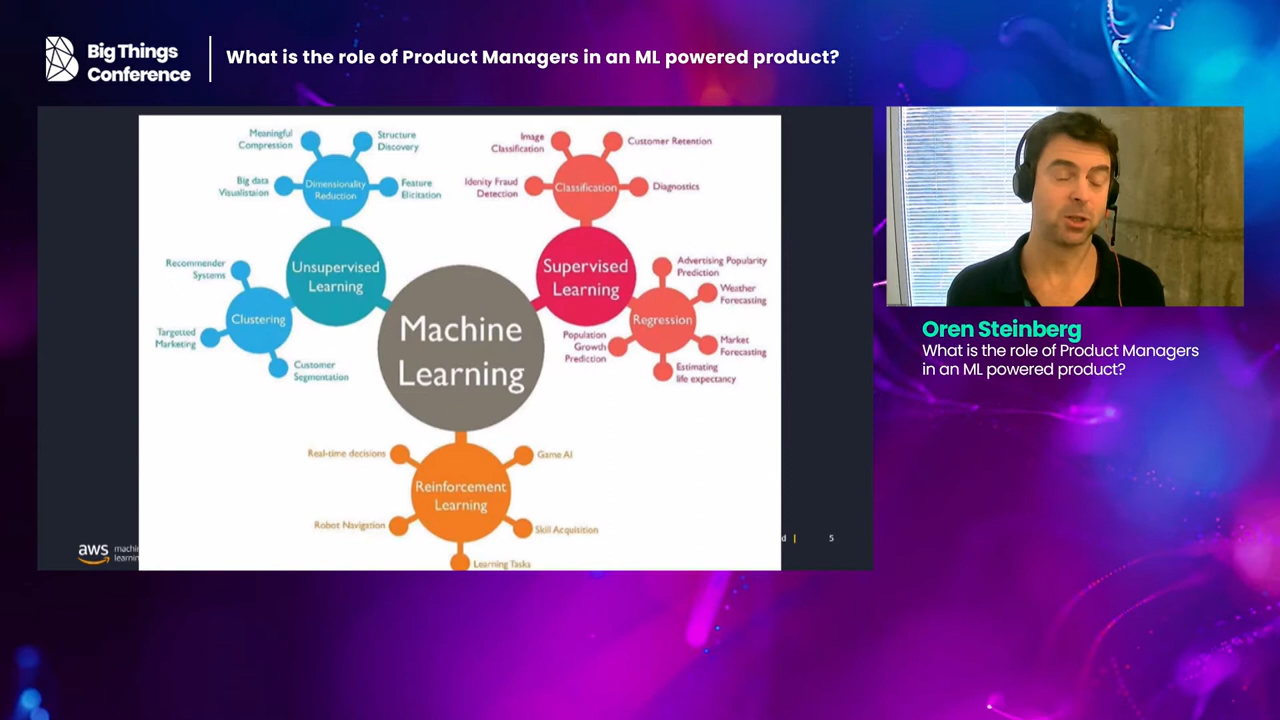 Big Things
Conference
What is the role of Product Managers in an ML powered product?
Meaningful
Compression
Structure
Discovery
Big data
Visualistaion
Dimensionality
Reduction
Feature
Elicitation
Image
Classification
Customer Retention
Idenity Fraud
Detection
Classification
Diagnostics
Recommender
Systems
Unsupervised
Learning
Supervised
Learning
Advertising Popularity
Prediction
Weather
Forecasting
Clustering
Regression
Targetted
Marketing
Customer
Segmentation
Machine
Learning
Population
Growth
Prediction
Market
Forecasting
Estimating
life expectancy
Real-time decisions
Game AI
Reinforcement
Learning
Robot Navigation
Skill Acquisition
Learning Tasks
aws
machin
learnin
d | 5
Oren Steinberg
What is the role of Product Managers
in an ML powered product?